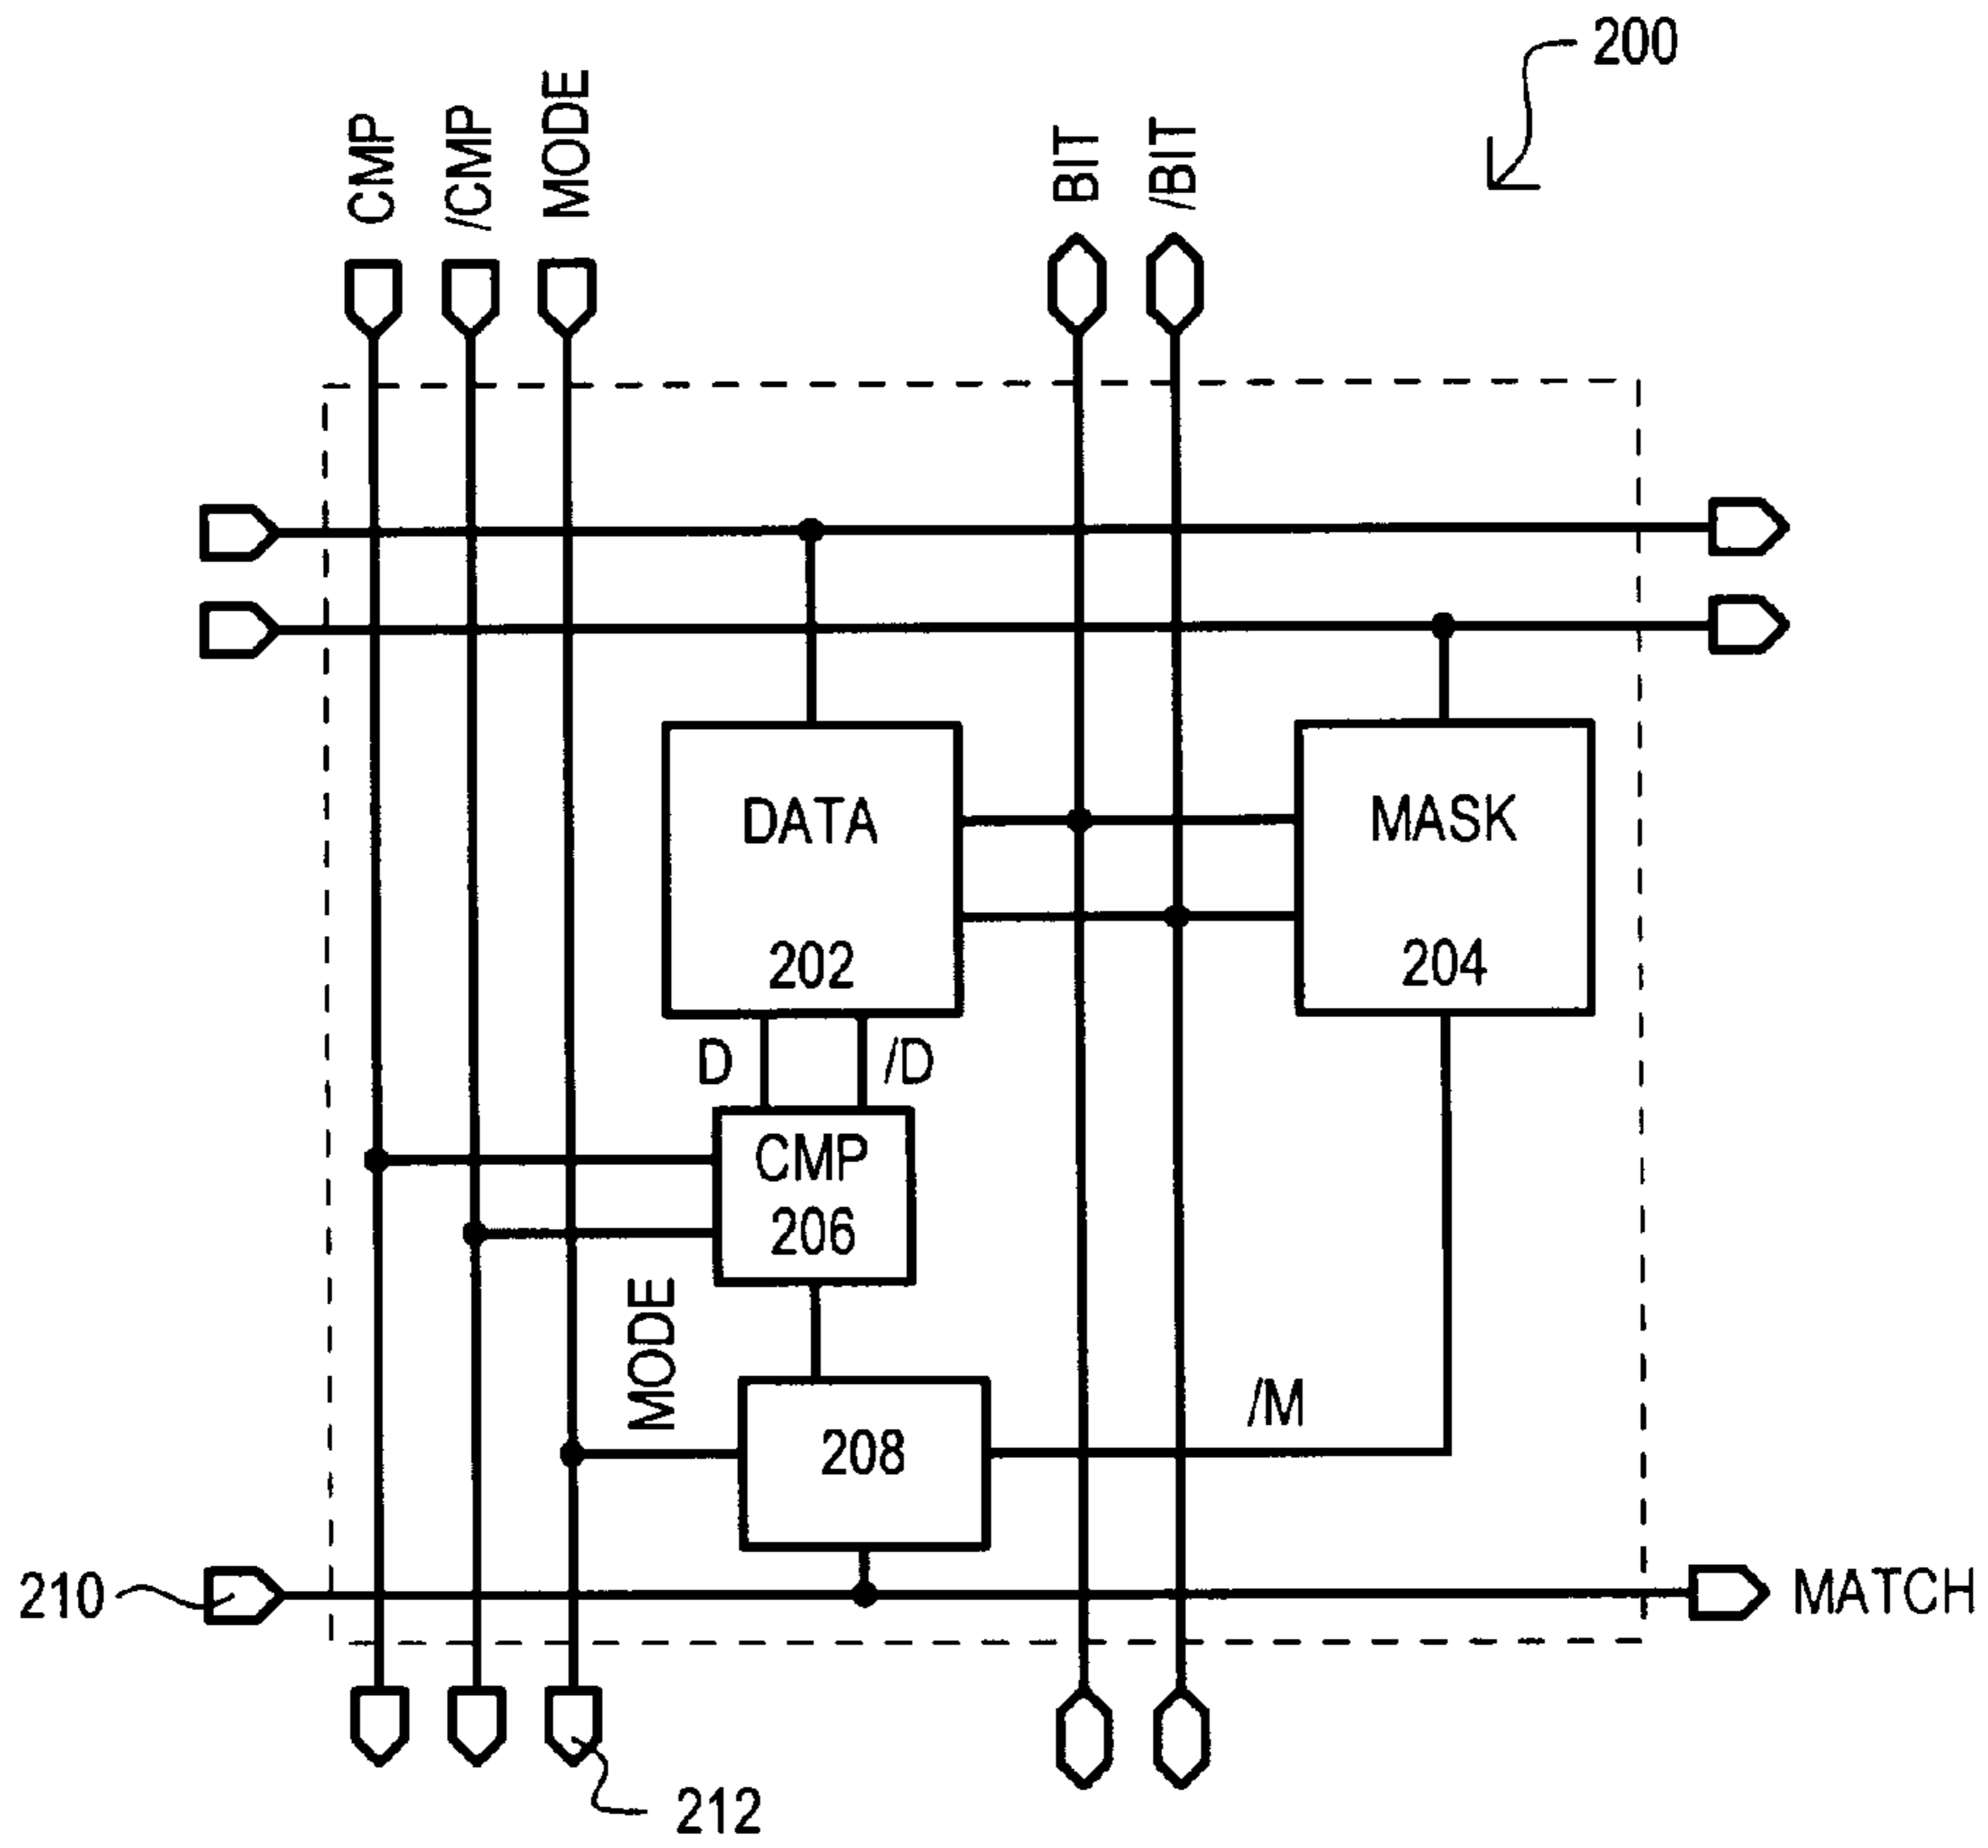 200
CMP
/CMP
MODE
BIT
/BIT
DATA
202
MASK
204
D
/D
CMP
206
MODE
208
/M
210
MATCH
212